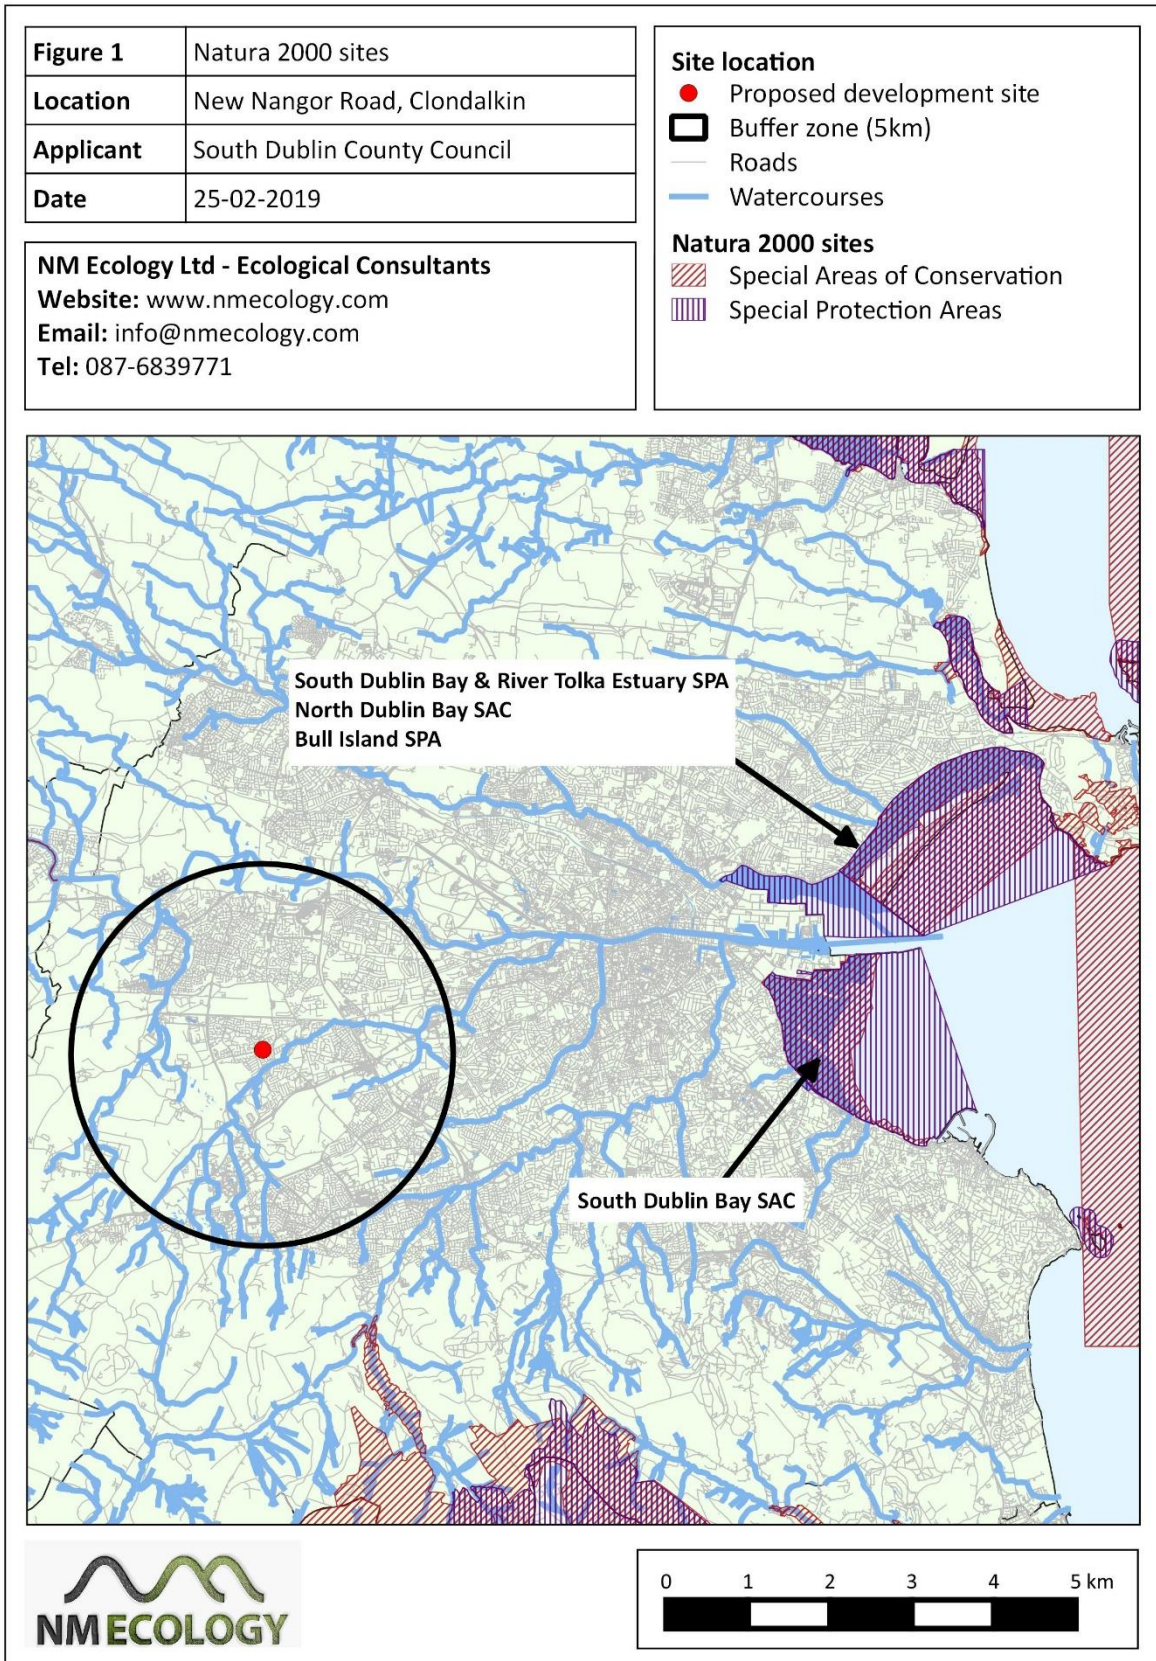 Figure 1 Natura 2000 sites
Location New Nangor Road, Clondalkin
Applicant South Dublin County Council
Date 25-02-2019
NM Ecology Ltd - Ecological Consultants
Website: www.nmecology.com
Email: info@nmecology.com
Tel: 087-6839771
Site location
Proposed development site
Buffer zone (5km)
Roads
Watercourses
Natura 2000 sites
Special Areas of Conservation
Special Protection Areas
South Dublin Bay & River Tolka Estuary SPA
North Dublin Bay SAC
Bull Island SPA
South Dublin Bay SAC
NM ECOLOGY
0 1 2 3 4 5 km